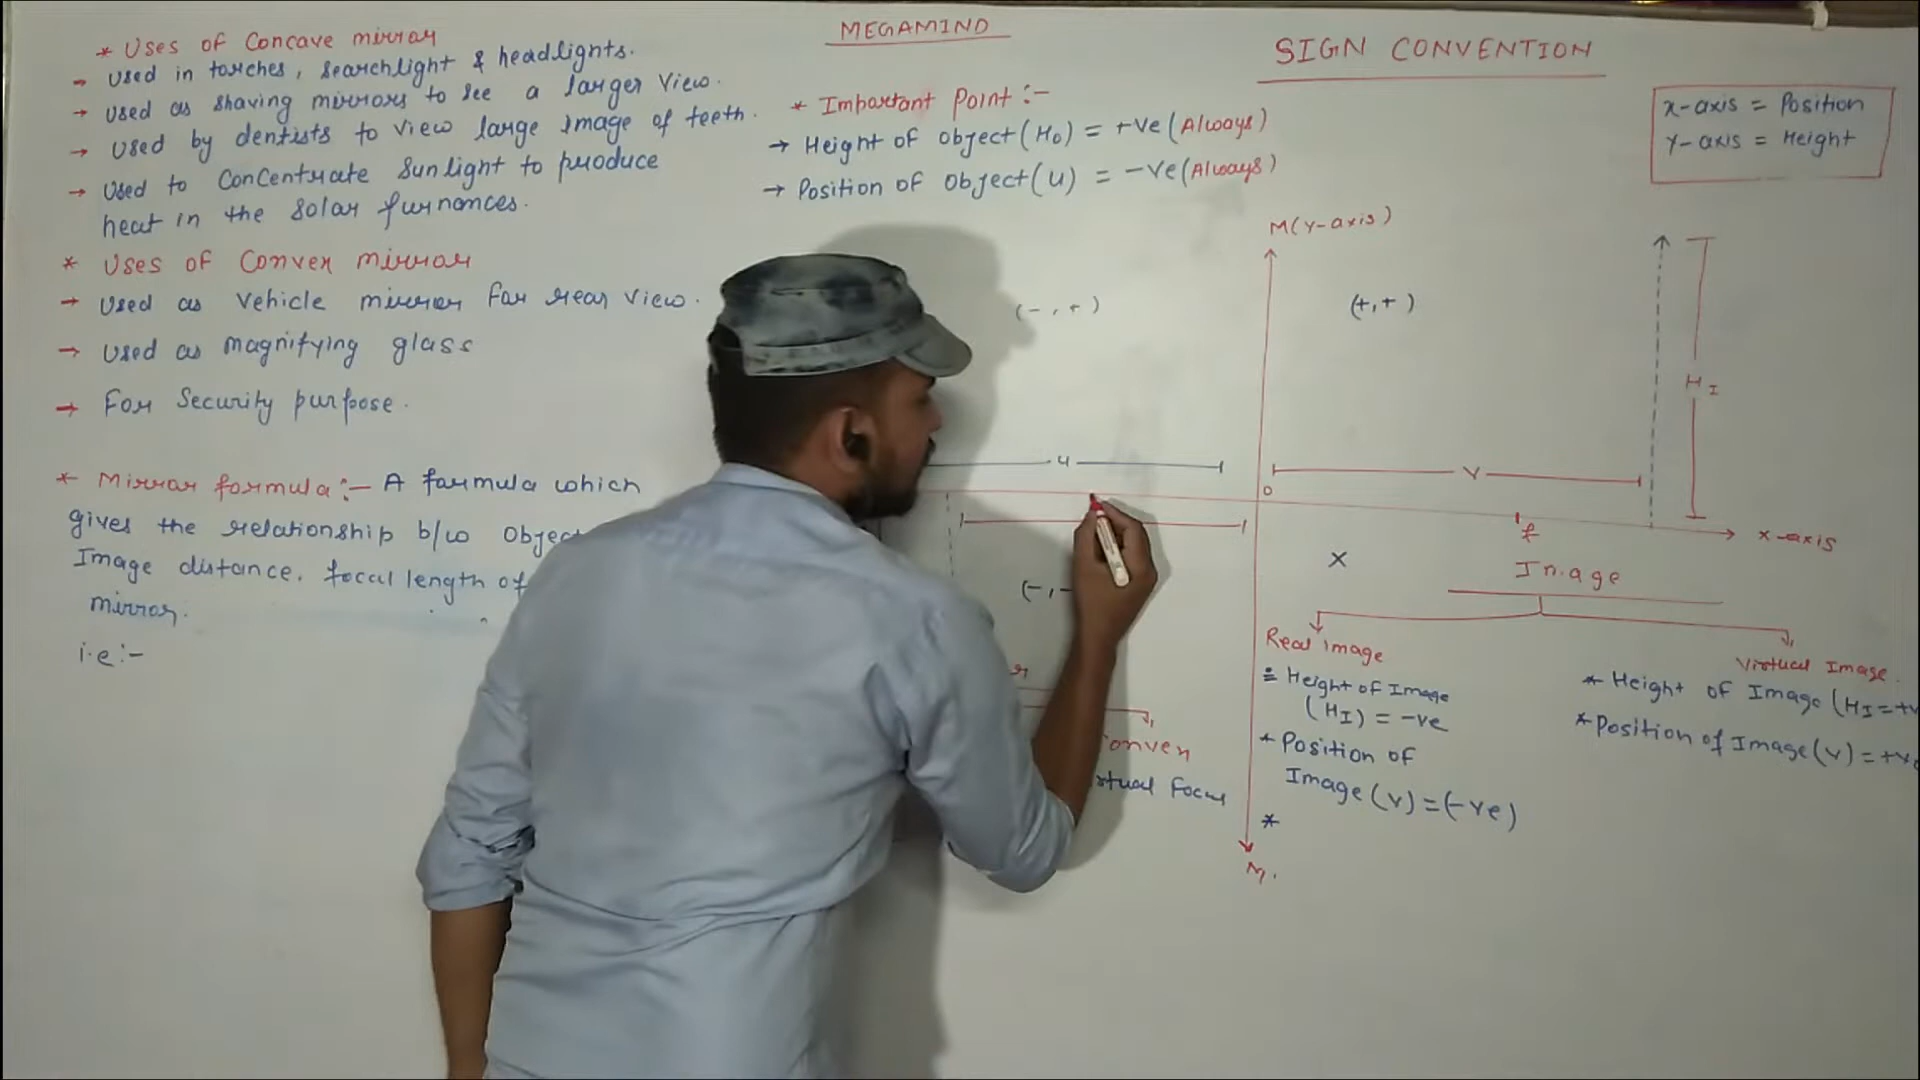 * Uses of Concave mirror
→ Used in torches, searchlight & headlights.
→ used as shaving mirrors to see a larger view.
→ used by dentists to view large image of teeth.
→ Used to Concentrate Sunlight to produce
heat in the solar furnances.
* Uses of Convex mirror
→ Used as Vehicle mirror for rear view.
→ Used as magnifying glass
→ For Security purpose.
* Mirror formula:- A formula which
gives the relationship b/w Object
Image distance, focal length of
mirror.
i.e:-
MEGAMIND
* Important Point:-
→ Height of object(Ho) = +ve(Always)
→ Position of Object(u) = -ve(Always)
SIGN CONVENTION
x-axis = Position
Y-axis = Height
M(Y-axis)
(-,+)
(+,+)
HI
u
v
o
f
x-axis
(-,-
x
Image
Real image
Virtual Image
= Height of Image
(HI) = -ve
* Position of
Image(v)=(-ve)
*
* Height of Image(HI=+v
* Position of Image(v)=+ve
onvex
rtual Focus
M.